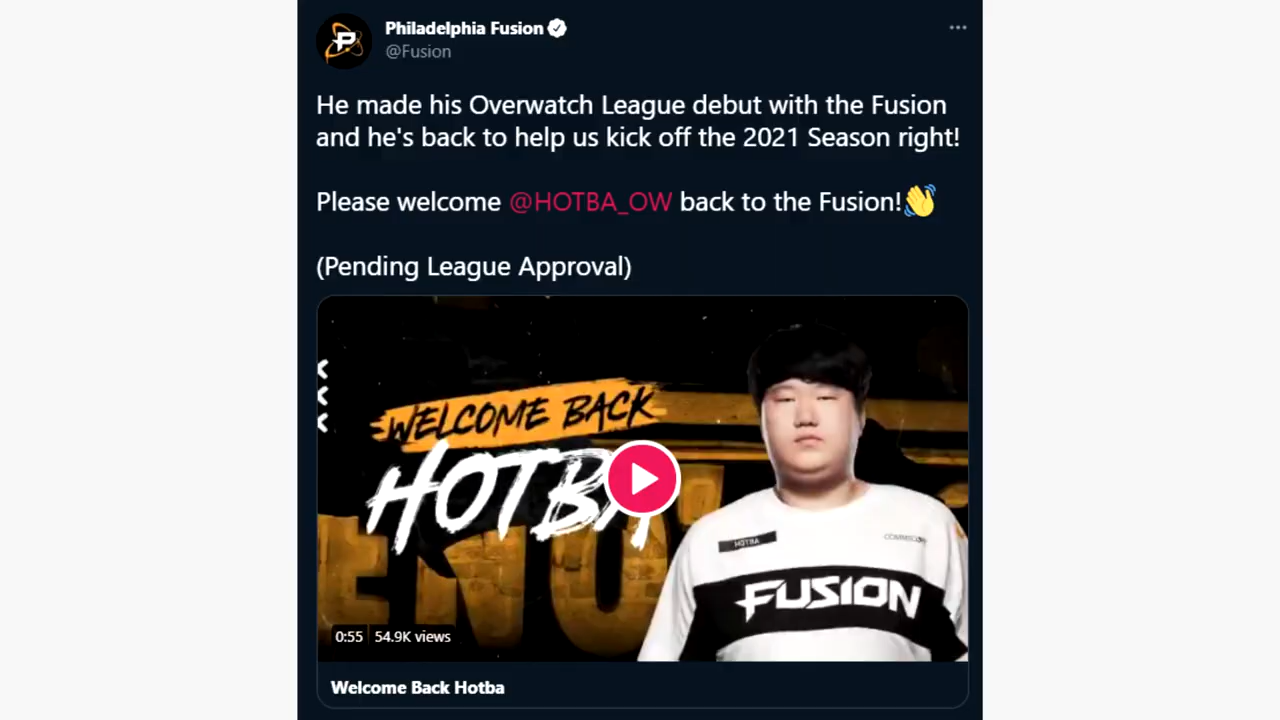 Philadelphia Fusion
@Fusion
He made his Overwatch League debut with the Fusion
and he's back to help us kick off the 2021 Season right!
Please welcome @HOTBA_OW back to the Fusion!👋
(Pending League Approval)
WELCOME BACK
HOTBA
HOTBA
FUSION
0:55 54.9K views
Welcome Back Hotba